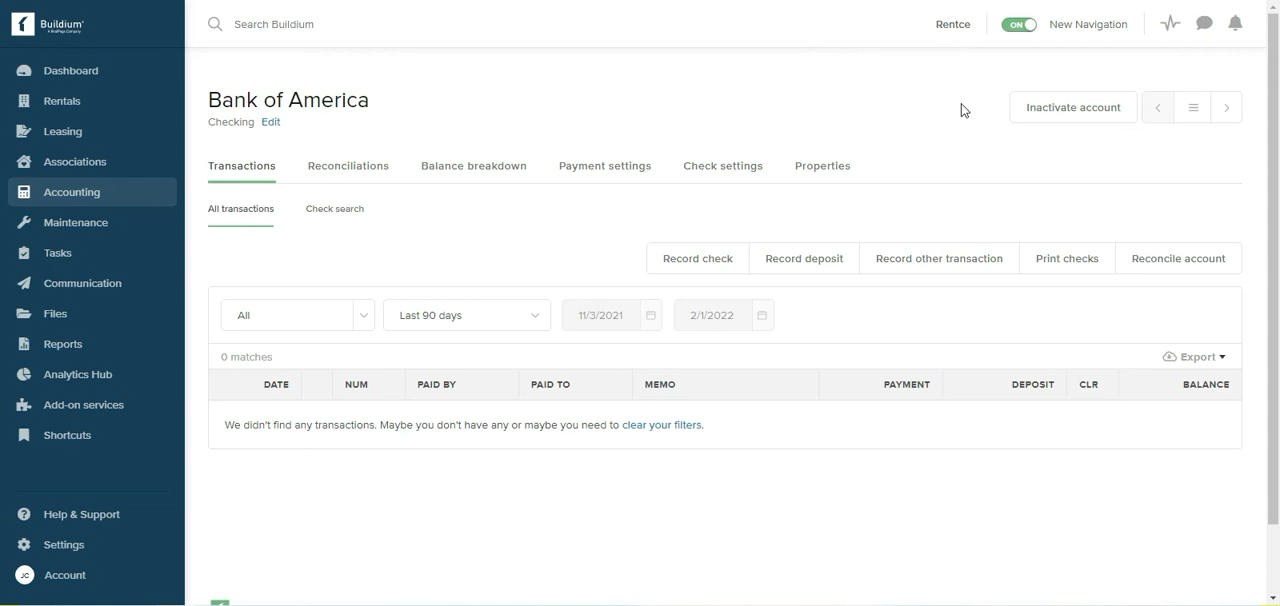 Buildium®
A RealPage Company
Search Buildium
Rentce
ON
New Navigation
Dashboard
Rentals
Leasing
Associations
Accounting
Maintenance
Tasks
Communication
Files
Reports
Analytics Hub
Add-on services
Shortcuts
Help & Support
Settings
JC Account
Bank of America
Checking Edit
Inactivate account
Transactions Reconciliations Balance breakdown Payment settings Check settings Properties
All transactions Check search
Record check Record deposit Record other transaction Print checks Reconcile account
All Last 90 days 11/3/2021 2/1/2022
0 matches Export
DATE NUM PAID BY PAID TO MEMO PAYMENT DEPOSIT CLR BALANCE
We didn't find any transactions. Maybe you don't have any or maybe you need to clear your filters.